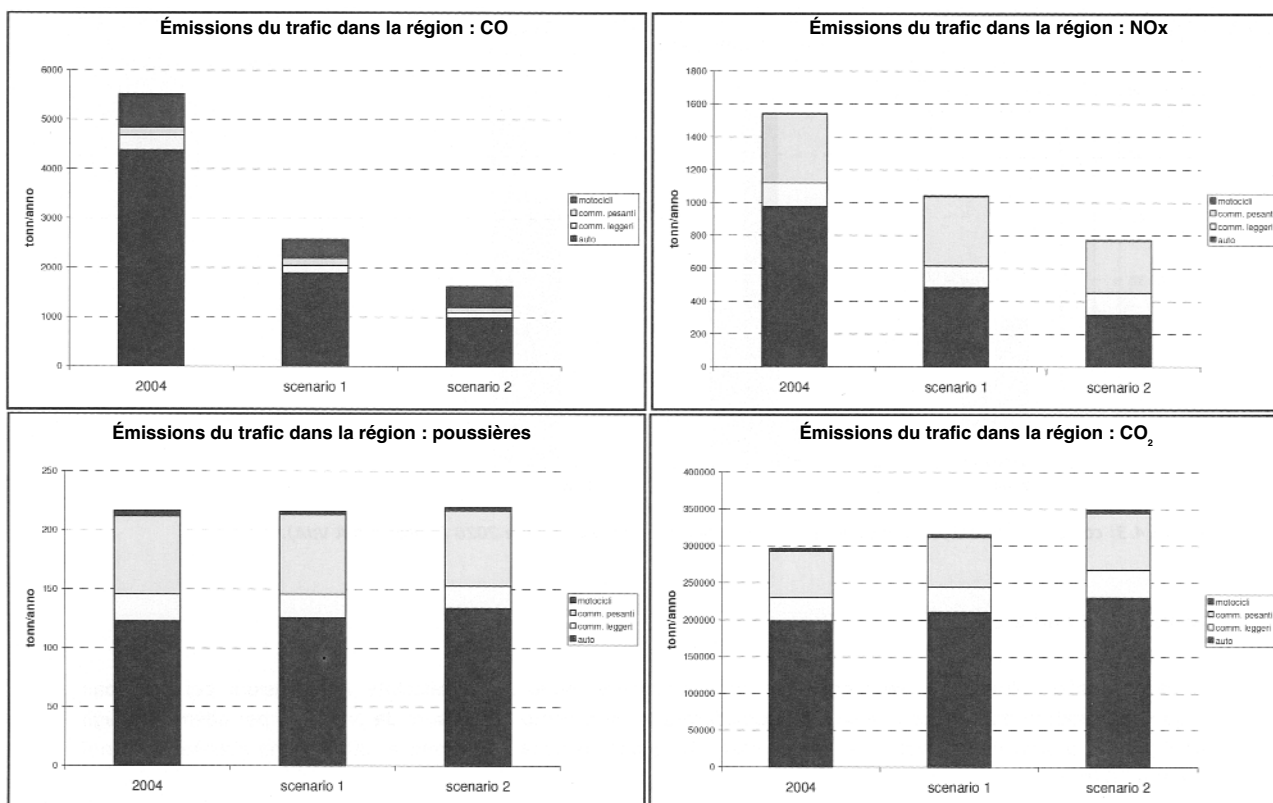 Émissions du trafic dans la région : CO
6000
5000
4000
3000
2000
1000
0
tonn/anno
2004
scenario 1
scenario 2
motocicli
comm. pesanti
comm. leggeri
auto
Émissions du trafic dans la région : NOx
1800
1600
1400
1200
1000
800
600
400
200
0
tonn/anno
2004
scenario 1
scenario 2
motocicli
comm. pesanti
comm. leggeri
auto
Émissions du trafic dans la région : poussières
250
200
150
100
50
0
tonn/anno
2004
scenario 1
scenario 2
motocicli
comm. pesanti
comm. leggeri
auto
Émissions du trafic dans la région : CO₂
400000
350000
300000
250000
200000
150000
100000
50000
0
tonn/anno
2004
scenario 1
scenario 2
motocicli
comm. pesanti
comm. leggeri
auto